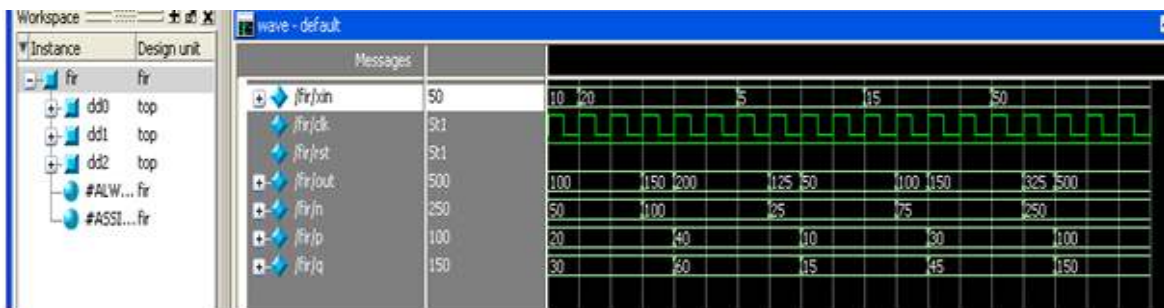 Workspace
wave - default
Instance Design unit
Messages
fir fir
dd0 top
dd1 top
dd2 top
#ALW... fir
#ASSI... fir
/fir/xin 50 10 20 5 15 50
/fir/clk St1
/fir/rst St1
/fir/out 500 100 150 200 125 50 100 150 325 500
/fir/n 250 50 100 25 75 250
/fir/p 100 20 40 10 30 100
/fir/q 150 30 60 15 45 150